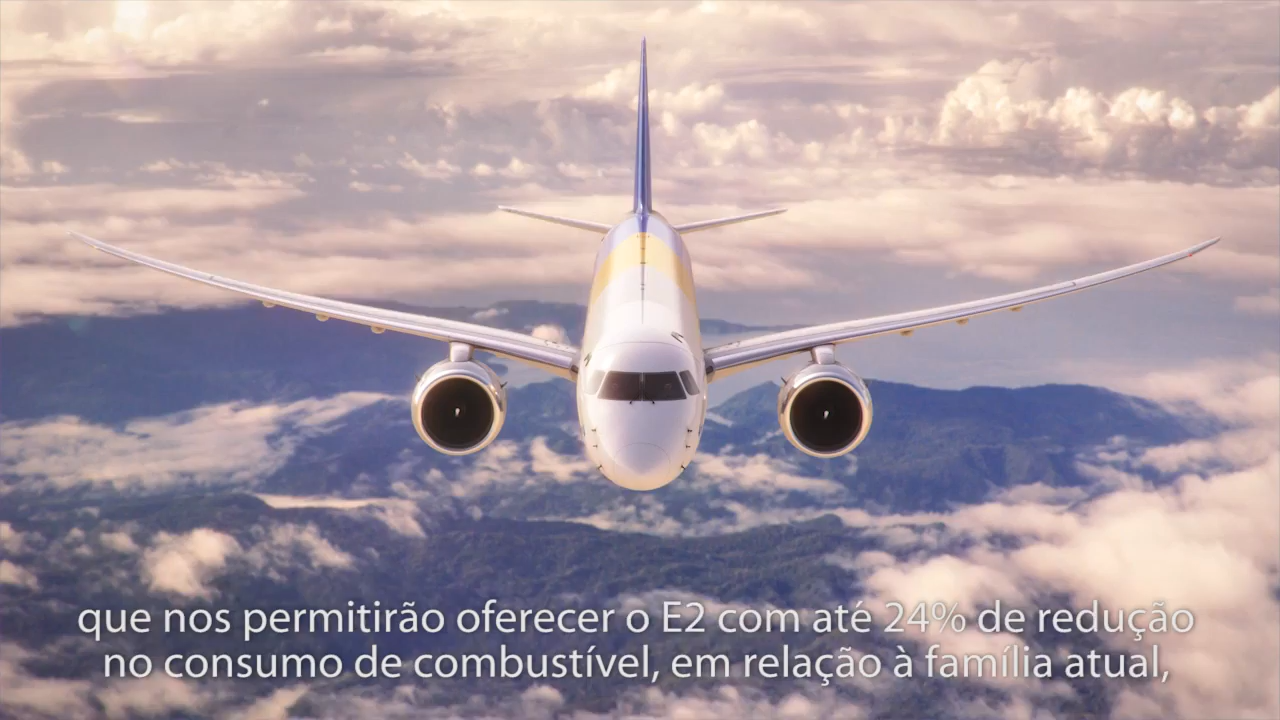 que nos permitirão oferecer o E2 com até 24% de redução
no consumo de combustível, em relação à família atual,